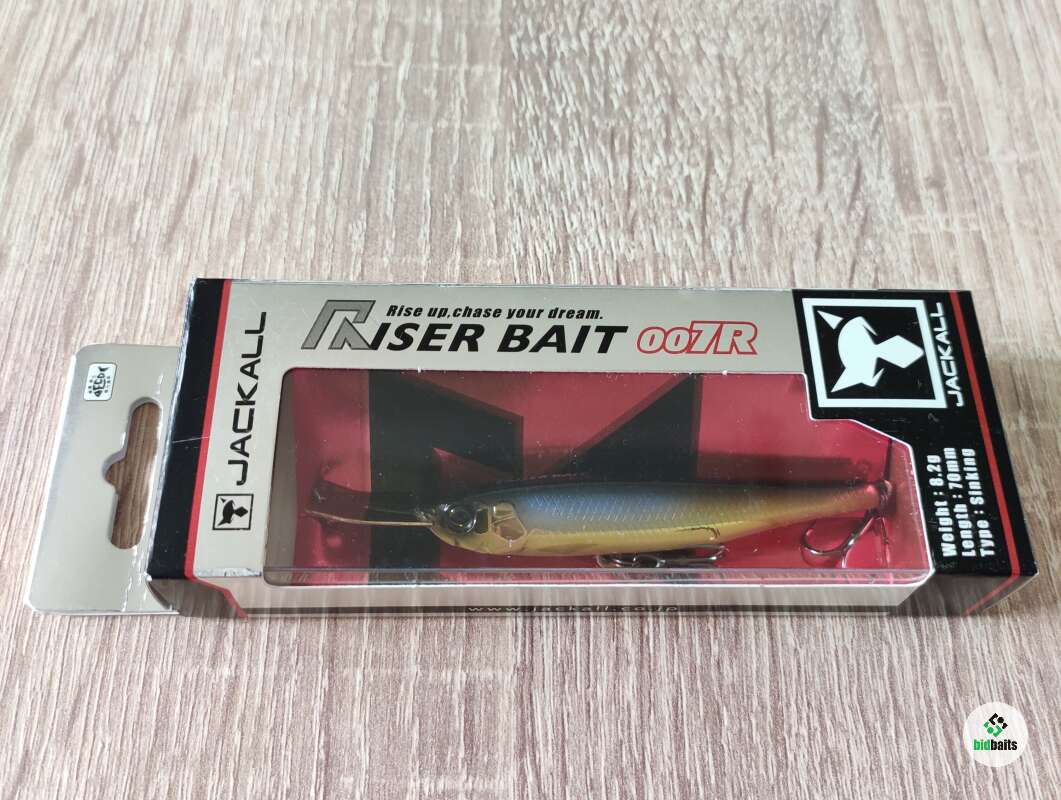 Rise up,chase your dream.
RISER BAIT 007R
JACKALL
JACKALL
Weight : 8.2g
Length : 70mm
Type : Sinking
www.jackall.co.jp
bidbaits